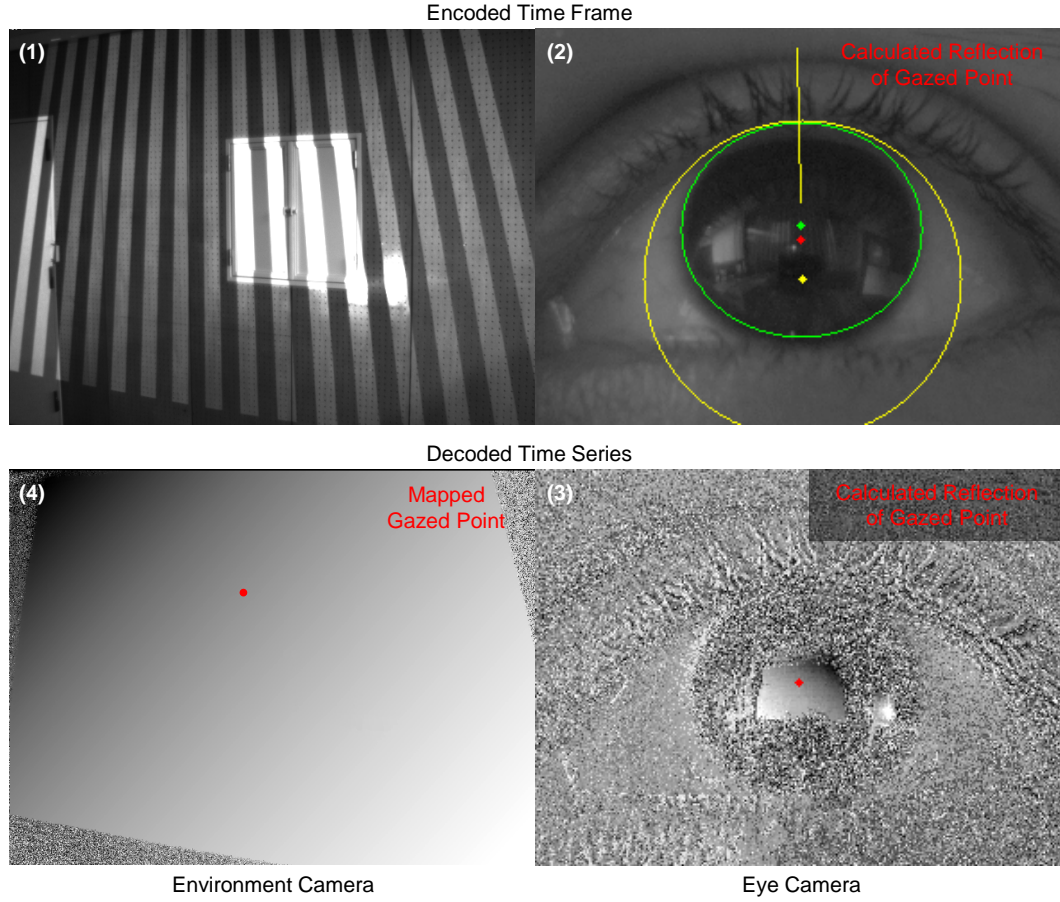 Encoded Time Frame
(1)
(2)
Calculated Reflection
of Gazed Point
Decoded Time Series
(4)
Mapped
Gazed Point
(3)
Calculated Reflection
of Gazed Point
Environment Camera
Eye Camera